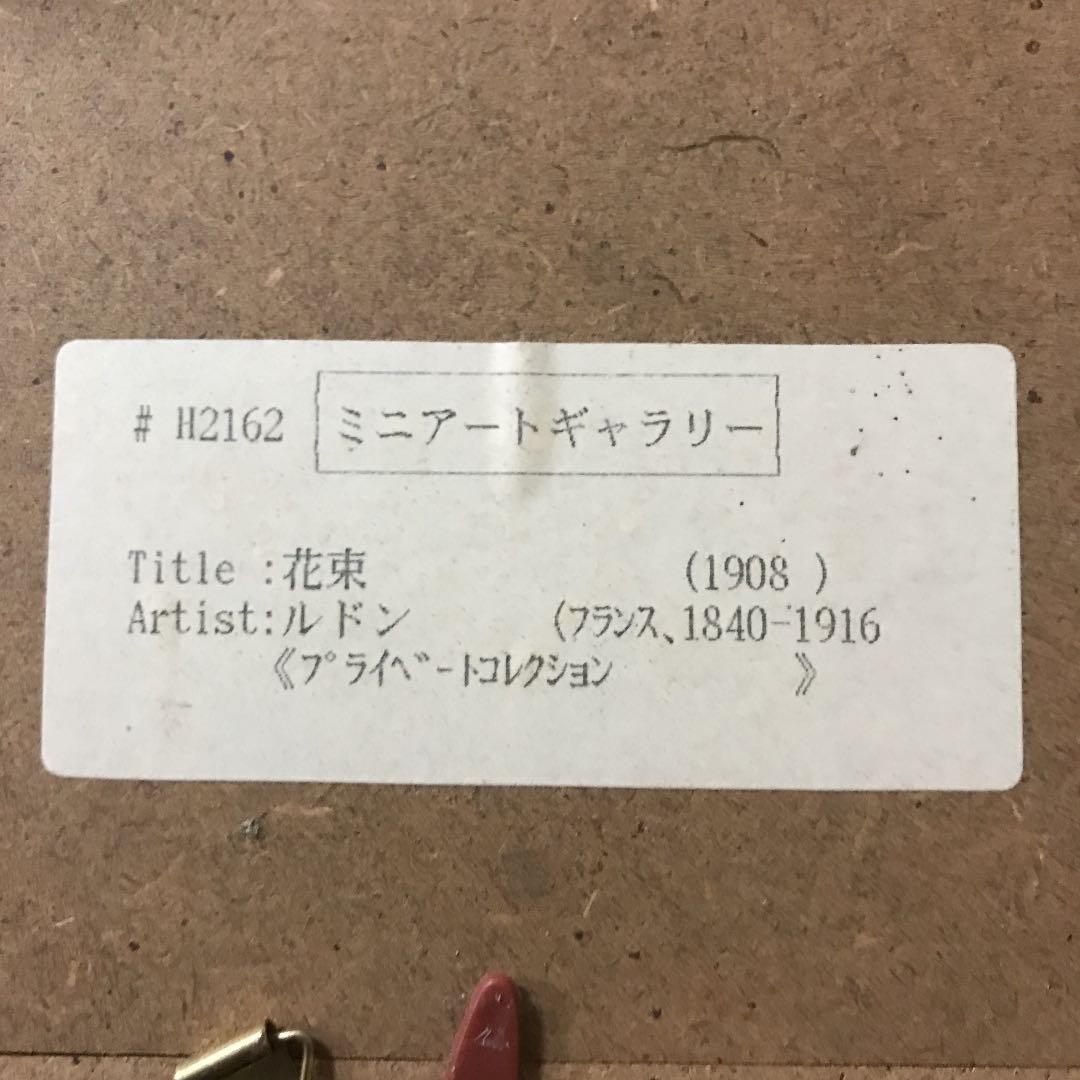 # H2162 ミニアートギャラリー
Title :花束 (1908 )
Artist:ルドン (フランス、1840-1916
《プライベートコレクション 》